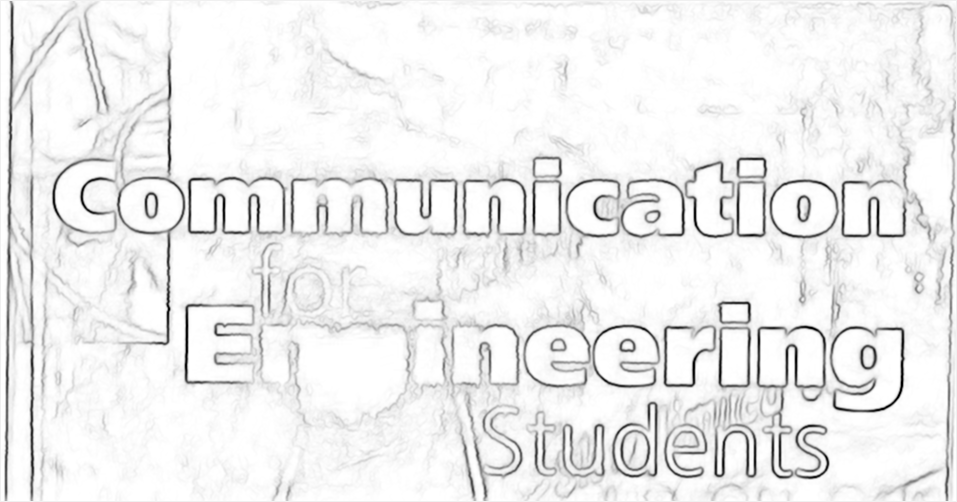 Communication
for
Engineering
Students